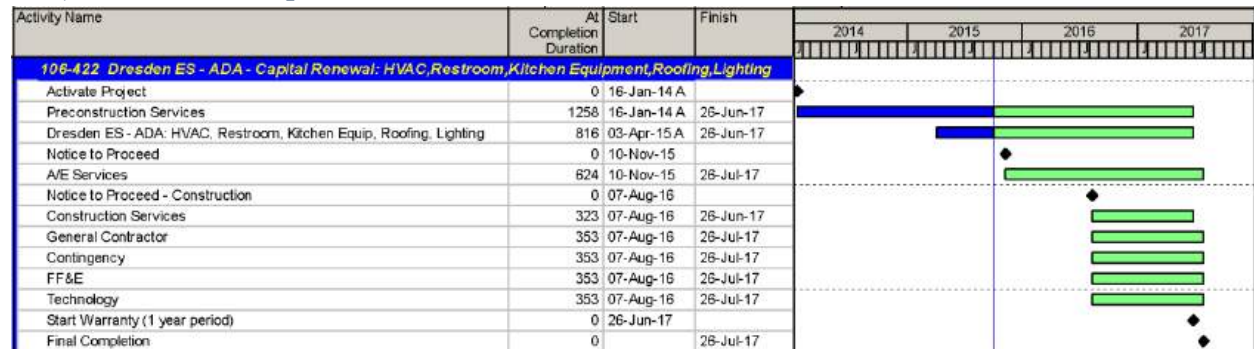 Activity Name At Completion Duration Start Finish
2014 2015 2016 2017
J J J J J J J J
106-422 Dresden ES - ADA - Capital Renewal: HVAC,Restroom,Kitchen Equipment,Roofing,Lighting
Activate Project 0 16-Jan-14 A
Preconstruction Services 1258 16-Jan-14 A 26-Jun-17
Dresden ES - ADA: HVAC, Restroom, Kitchen Equip, Roofing, Lighting 816 03-Apr-15 A 26-Jun-17
Notice to Proceed 0 10-Nov-15
A/E Services 624 10-Nov-15 26-Jul-17
Notice to Proceed - Construction 0 07-Aug-16
Construction Services 323 07-Aug-16 26-Jun-17
General Contractor 353 07-Aug-16 26-Jul-17
Contingency 353 07-Aug-16 26-Jul-17
FF&E 353 07-Aug-16 26-Jul-17
Technology 353 07-Aug-16 26-Jul-17
Start Warranty (1 year period) 0 26-Jun-17
Final Completion 0 26-Jul-17